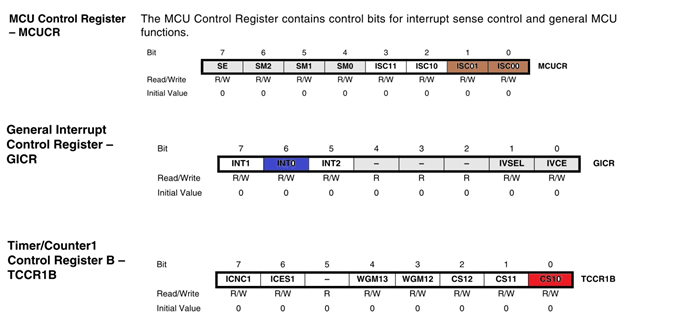 MCU Control Register
– MCUCR
The MCU Control Register contains control bits for interrupt sense control and general MCU
functions.
Bit 7 6 5 4 3 2 1 0
SE SM2 SM1 SM0 ISC11 ISC10 ISC01 ISC00 MCUCR
Read/Write R/W R/W R/W R/W R/W R/W R/W R/W
Initial Value 0 0 0 0 0 0 0 0
General Interrupt
Control Register –
GICR
Bit 7 6 5 4 3 2 1 0
INT1 INT0 INT2 – – – IVSEL IVCE GICR
Read/Write R/W R/W R/W R R R R/W R/W
Initial Value 0 0 0 0 0 0 0 0
Timer/Counter1
Control Register B –
TCCR1B
Bit 7 6 5 4 3 2 1 0
ICNC1 ICES1 – WGM13 WGM12 CS12 CS11 CS10 TCCR1B
Read/Write R/W R/W R R/W R/W R/W R/W R/W
Initial Value 0 0 0 0 0 0 0 0